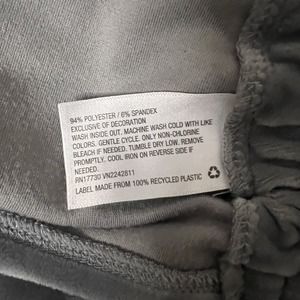 94% POLYESTER / 6% SPANDEX
EXCLUSIVE OF DECORATION
WASH INSIDE OUT. MACHINE WASH COLD WITH LIKE
COLORS. GENTLE CYCLE. ONLY NON-CHLORINE
BLEACH IF NEEDED. TUMBLE DRY LOW. REMOVE
PROMPTLY. COOL IRON ON REVERSE SIDE IF
NEEDED.
RN17730 VN2242811
LABEL MADE FROM 100% RECYCLED PLASTIC